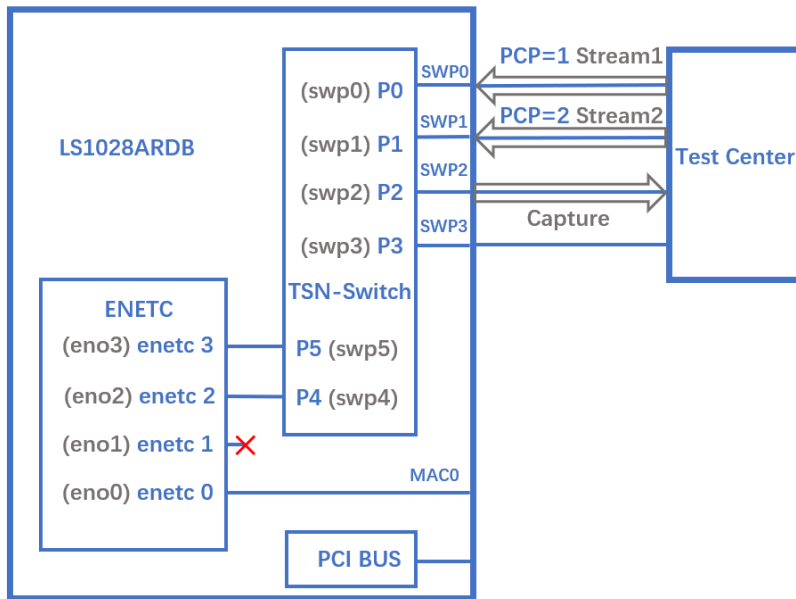 LS1028ARDB
(swp0) P0
(swp1) P1
(swp2) P2
(swp3) P3
TSN-Switch
P5 (swp5)
P4 (swp4)
ENETC
(eno3) enetc 3
(eno2) enetc 2
(eno1) enetc 1
(eno0) enetc 0
MAC0
PCI BUS
SWP0
SWP1
SWP2
SWP3
PCP=1 Stream1
PCP=2 Stream2
Capture
Test Center